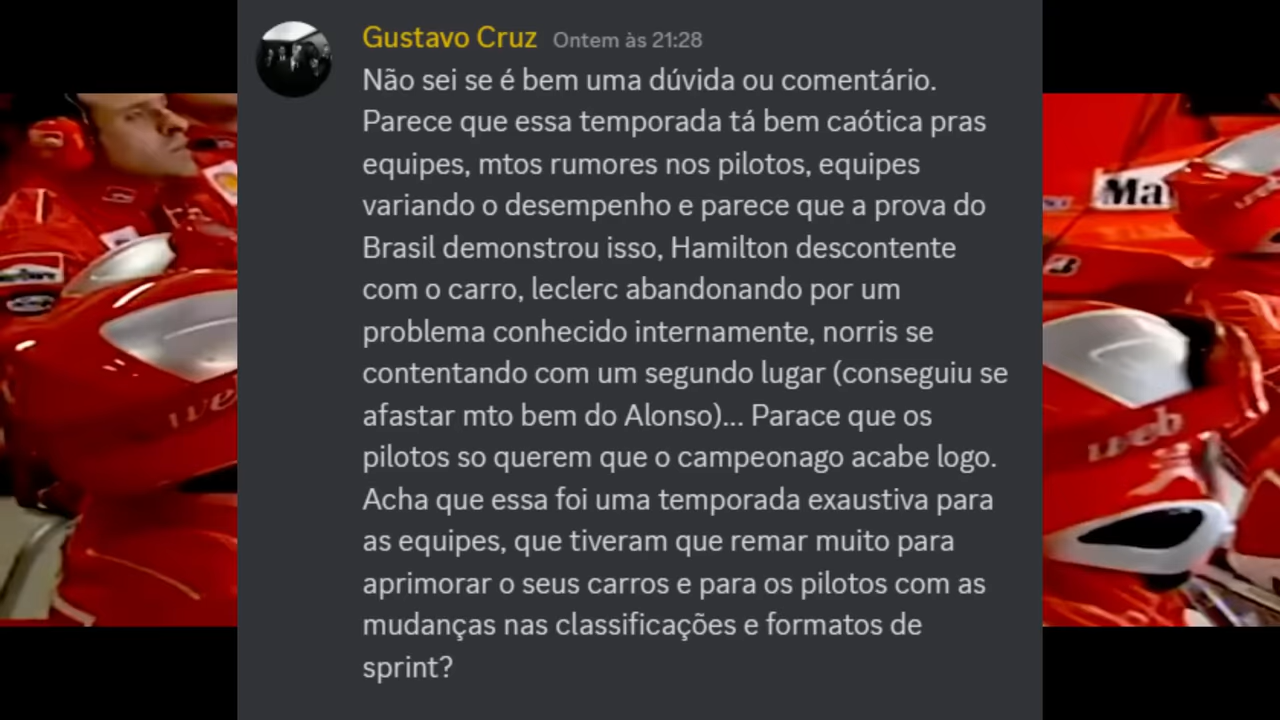 Gustavo Cruz Ontem às 21:28
Não sei se é bem uma dúvida ou comentário.
Parece que essa temporada tá bem caótica pras
equipes, mtos rumores nos pilotos, equipes
variando o desempenho e parece que a prova do
Brasil demonstrou isso, Hamilton descontente
com o carro, leclerc abandonando por um
problema conhecido internamente, norris se
contentando com um segundo lugar (conseguiu se
afastar mto bem do Alonso)... Parace que os
pilotos so querem que o campeonago acabe logo.
Acha que essa foi uma temporada exaustiva para
as equipes, que tiveram que remar muito para
aprimorar o seus carros e para os pilotos com as
mudanças nas classificações e formatos de
sprint?
Ma
web